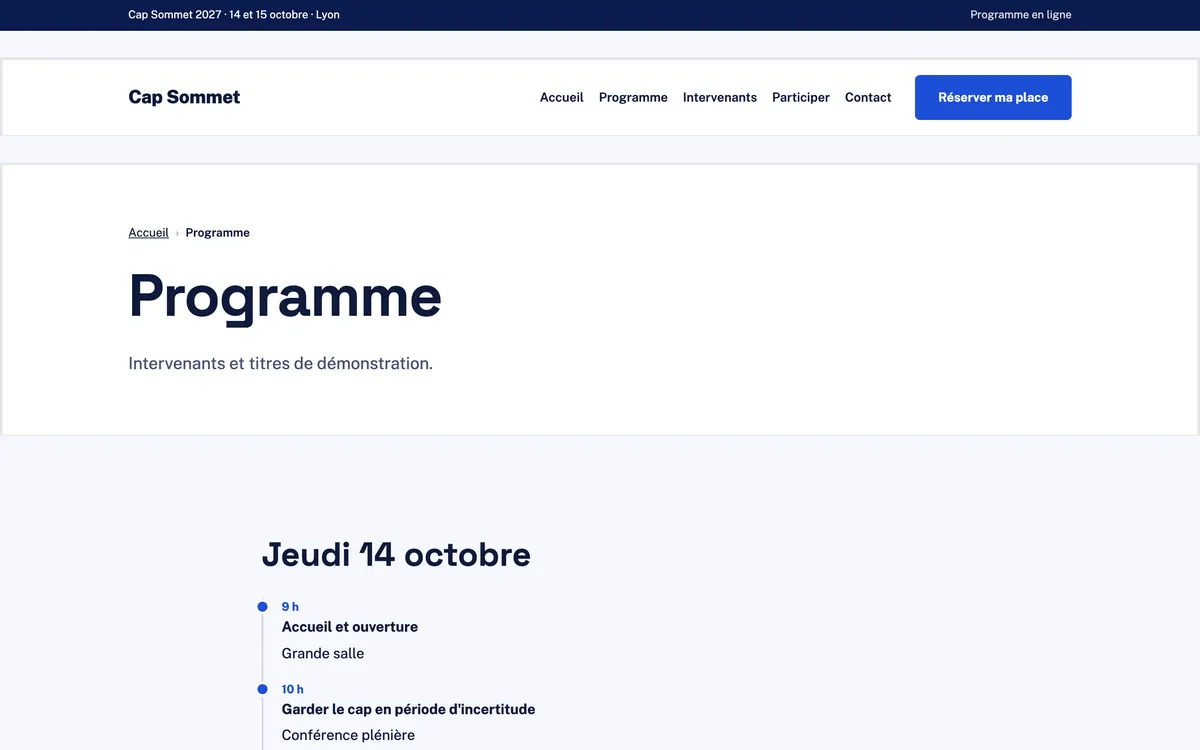 Cap Sommet 2027 · 14 et 15 octobre · Lyon
Programme en ligne
Cap Sommet
Accueil
Programme
Intervenants
Participer
Contact
Réserver ma place
Accueil › Programme
Programme
Intervenants et titres de démonstration.
Jeudi 14 octobre
9 h
Accueil et ouverture
Grande salle
10 h
Garder le cap en période d'incertitude
Conférence plénière